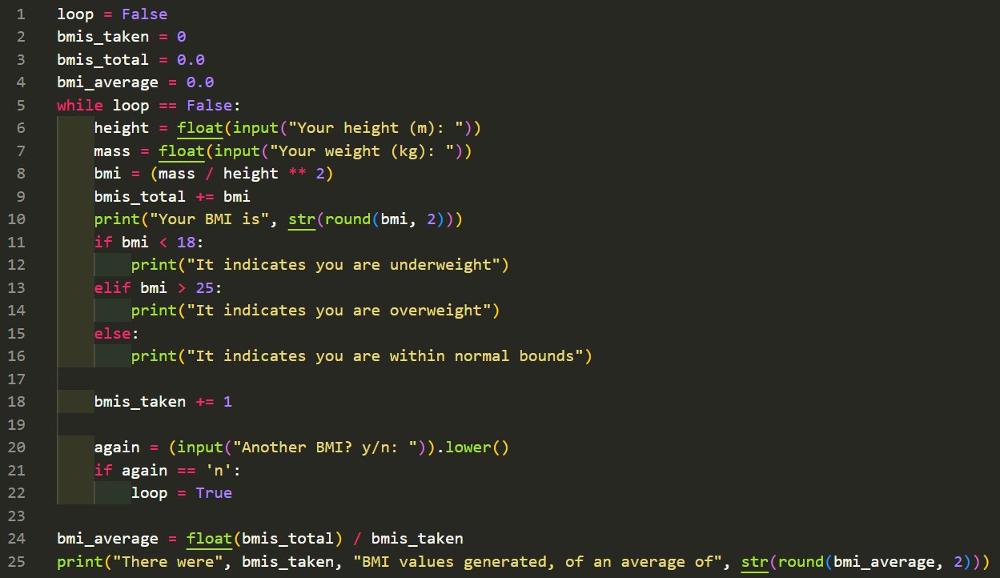 1 loop = False
2 bmis_taken = 0
3 bmis_total = 0.0
4 bmi_average = 0.0
5 while loop == False:
6     height = float(input("Your height (m): "))
7     mass = float(input("Your weight (kg): "))
8     bmi = (mass / height ** 2)
9     bmis_total += bmi
10     print("Your BMI is", str(round(bmi, 2)))
11     if bmi < 18:
12         print("It indicates you are underweight")
13     elif bmi > 25:
14         print("It indicates you are overweight")
15     else:
16         print("It indicates you are within normal bounds")
17
18     bmis_taken += 1
19
20     again = (input("Another BMI? y/n: ")).lower()
21     if again == 'n':
22         loop = True
23
24 bmi_average = float(bmis_total) / bmis_taken
25 print("There were", bmis_taken, "BMI values generated, of an average of", str(round(bmi_average, 2)))